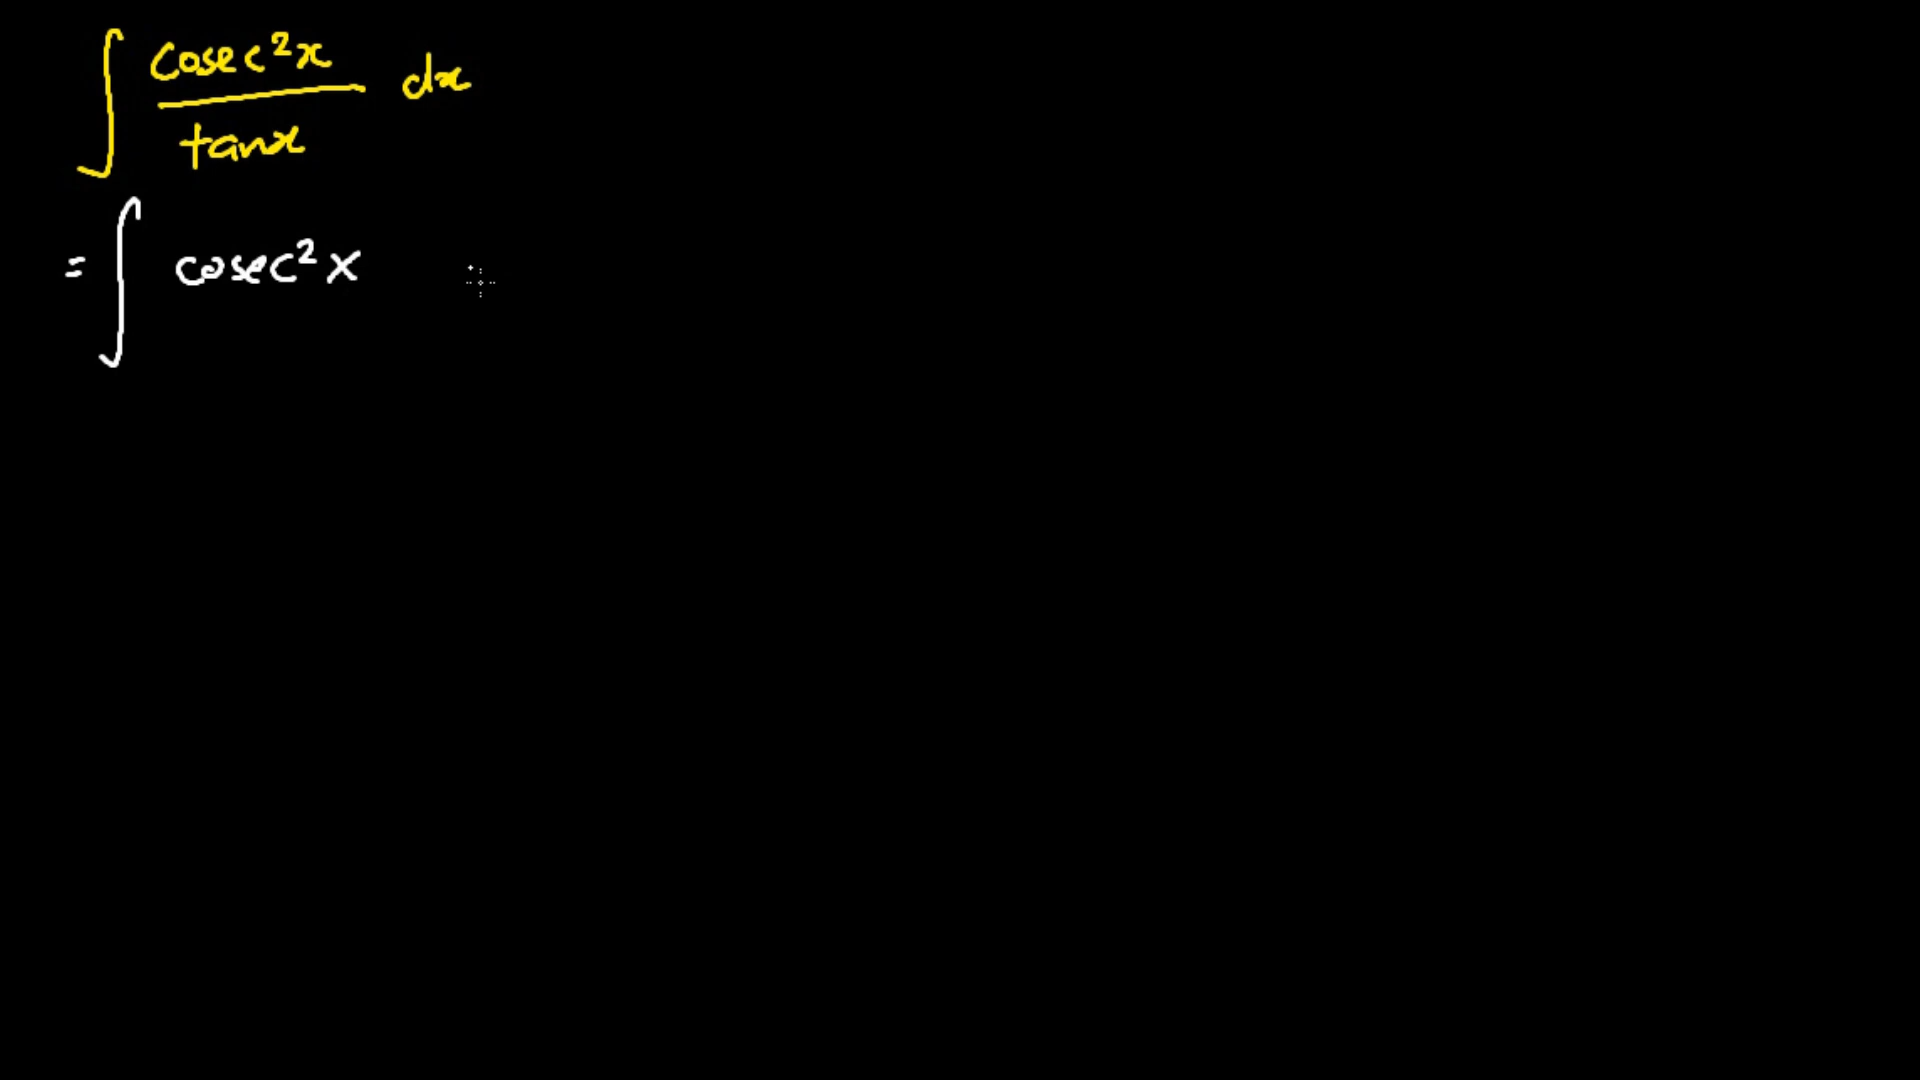 ∫ cosec²x / tanx dx
= ∫ cosec²x